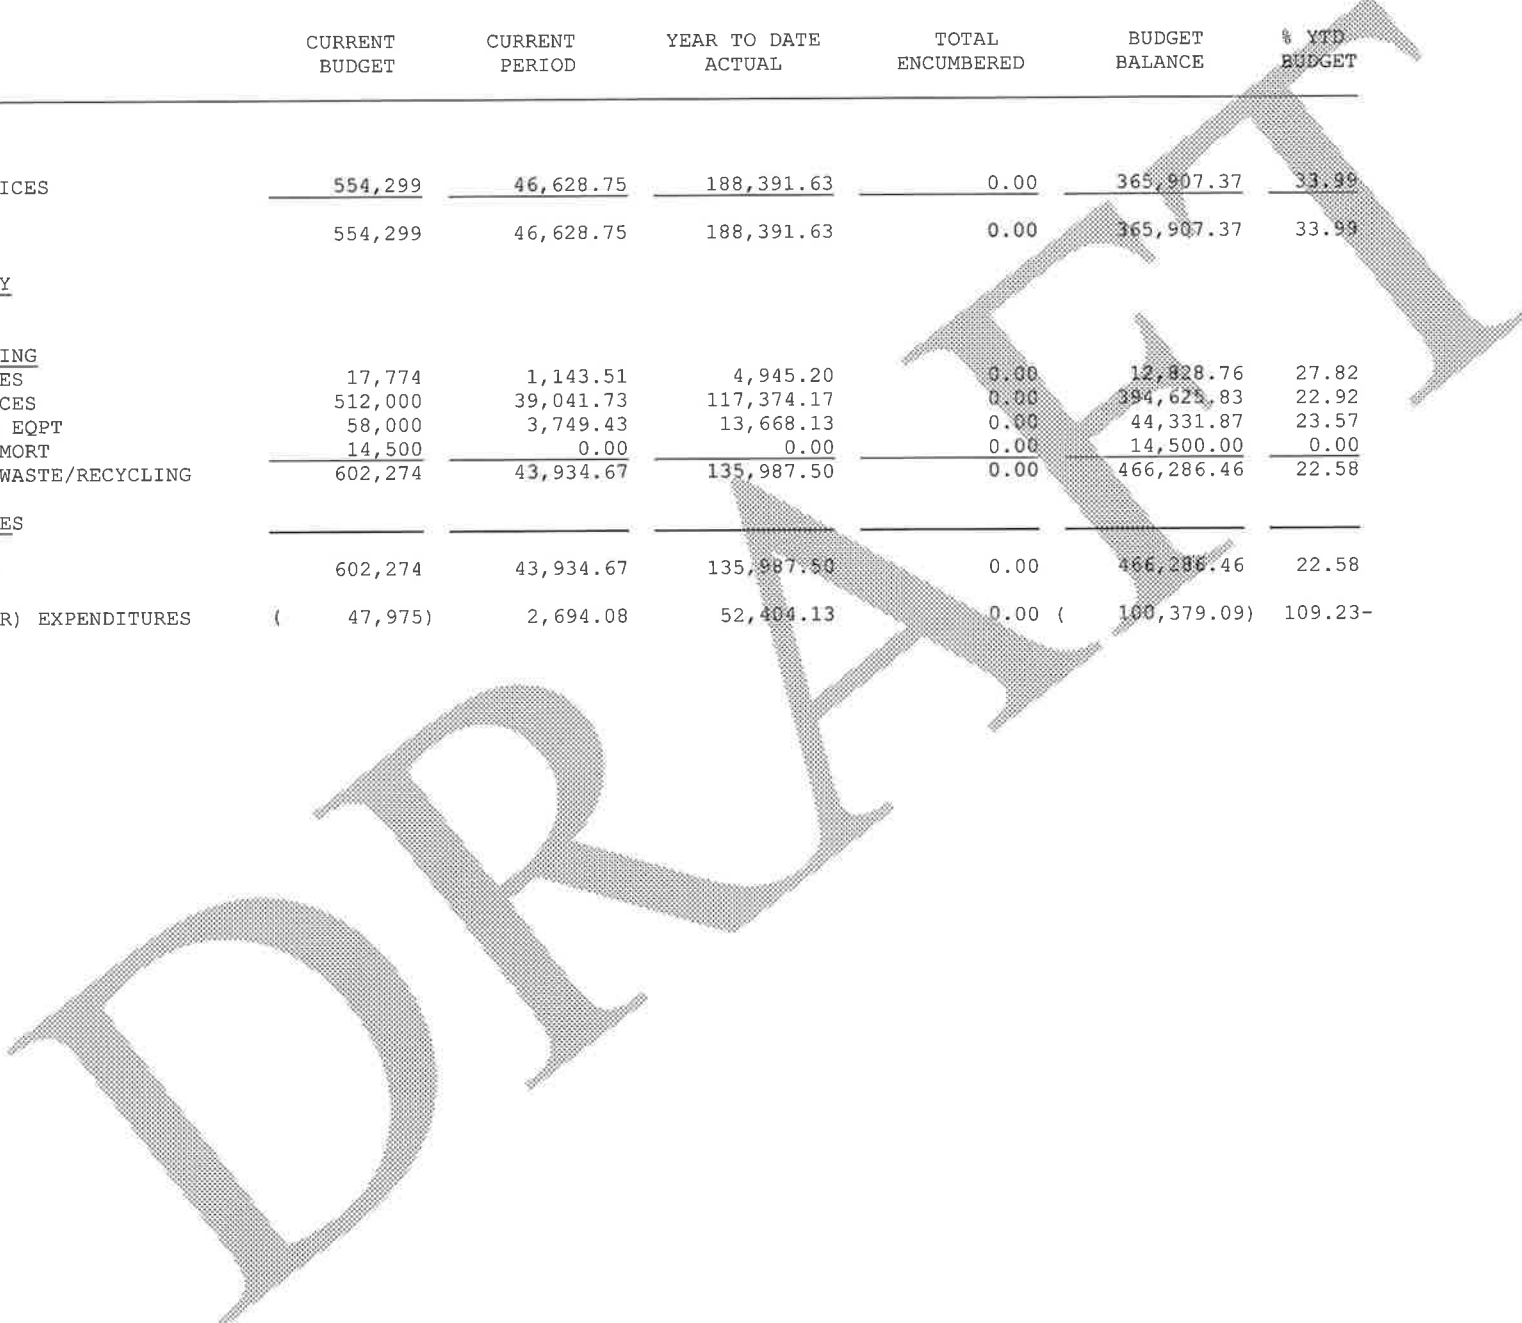 CURRENT CURRENT YEAR TO DATE TOTAL BUDGET % YTD
BUDGET PERIOD ACTUAL ENCUMBERED BALANCE BUDGET
ICES 554,299 46,628.75 188,391.63 0.00 365,907.37 33.99
554,299 46,628.75 188,391.63 0.00 365,907.37 33.99
Y
ING
ES 17,774 1,143.51 4,945.20 0.00 12,828.76 27.82
CES 512,000 39,041.73 117,374.17 0.00 394,625.83 22.92
EQPT 58,000 3,749.43 13,668.13 0.00 44,331.87 23.57
MORT 14,500 0.00 0.00 0.00 14,500.00 0.00
WASTE/RECYCLING 602,274 43,934.67 135,987.50 0.00 466,286.46 22.58
ES
602,274 43,934.67 135,987.50 0.00 466,286.46 22.58
R) EXPENDITURES ( 47,975) 2,694.08 52,404.13 0.00 ( 100,379.09) 109.23-
DRAFT